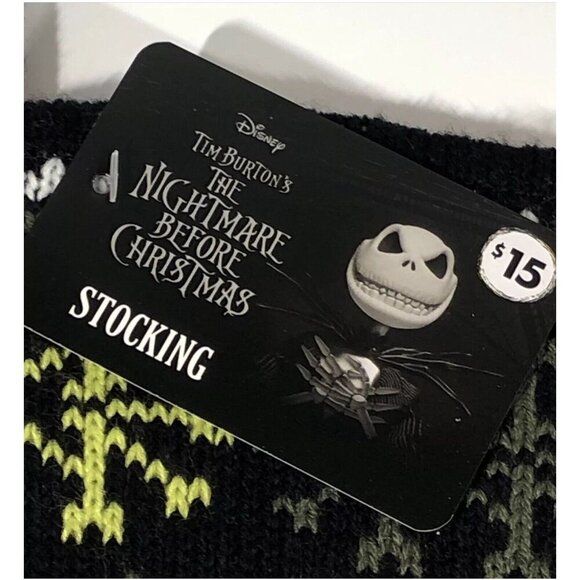 Disney
TIM BURTON'S
THE
NIGHTMARE
BEFORE
CHRISTMAS
STOCKING
$15